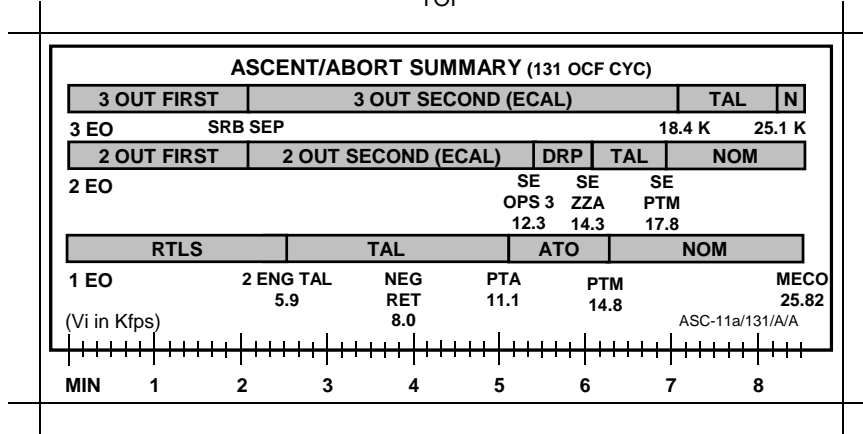 ASCENT/ABORT SUMMARY (131 OCF CYC)
3 OUT FIRST 3 OUT SECOND (ECAL) TAL N
3 EO SRB SEP 18.4 K 25.1 K
2 OUT FIRST 2 OUT SECOND (ECAL) DRP TAL NOM
2 EO SE SE SE
OPS 3 ZZA PTM
12.3 14.3 17.8
RTLS TAL ATO NOM
1 EO 2 ENG TAL NEG PTA PTM MECO
5.9 RET 11.1 14.8 25.82
(Vi in Kfps) 8.0 ASC-11a/131/A/A
MIN 1 2 3 4 5 6 7 8